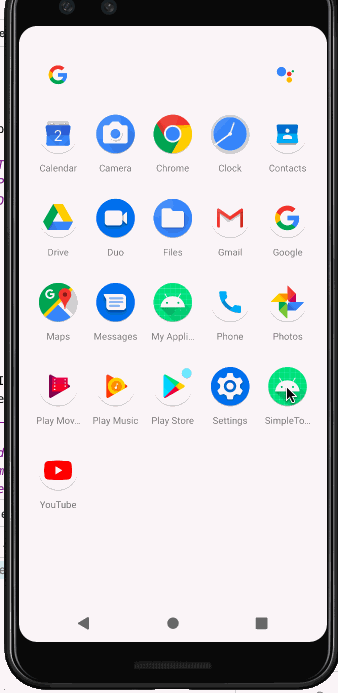 Calendar Camera Chrome Clock Contacts
Drive Duo Files Gmail Google
Maps Messages My Appli... Phone Photos
Play Mov... Play Music Play Store Settings SimpleTo...
YouTube